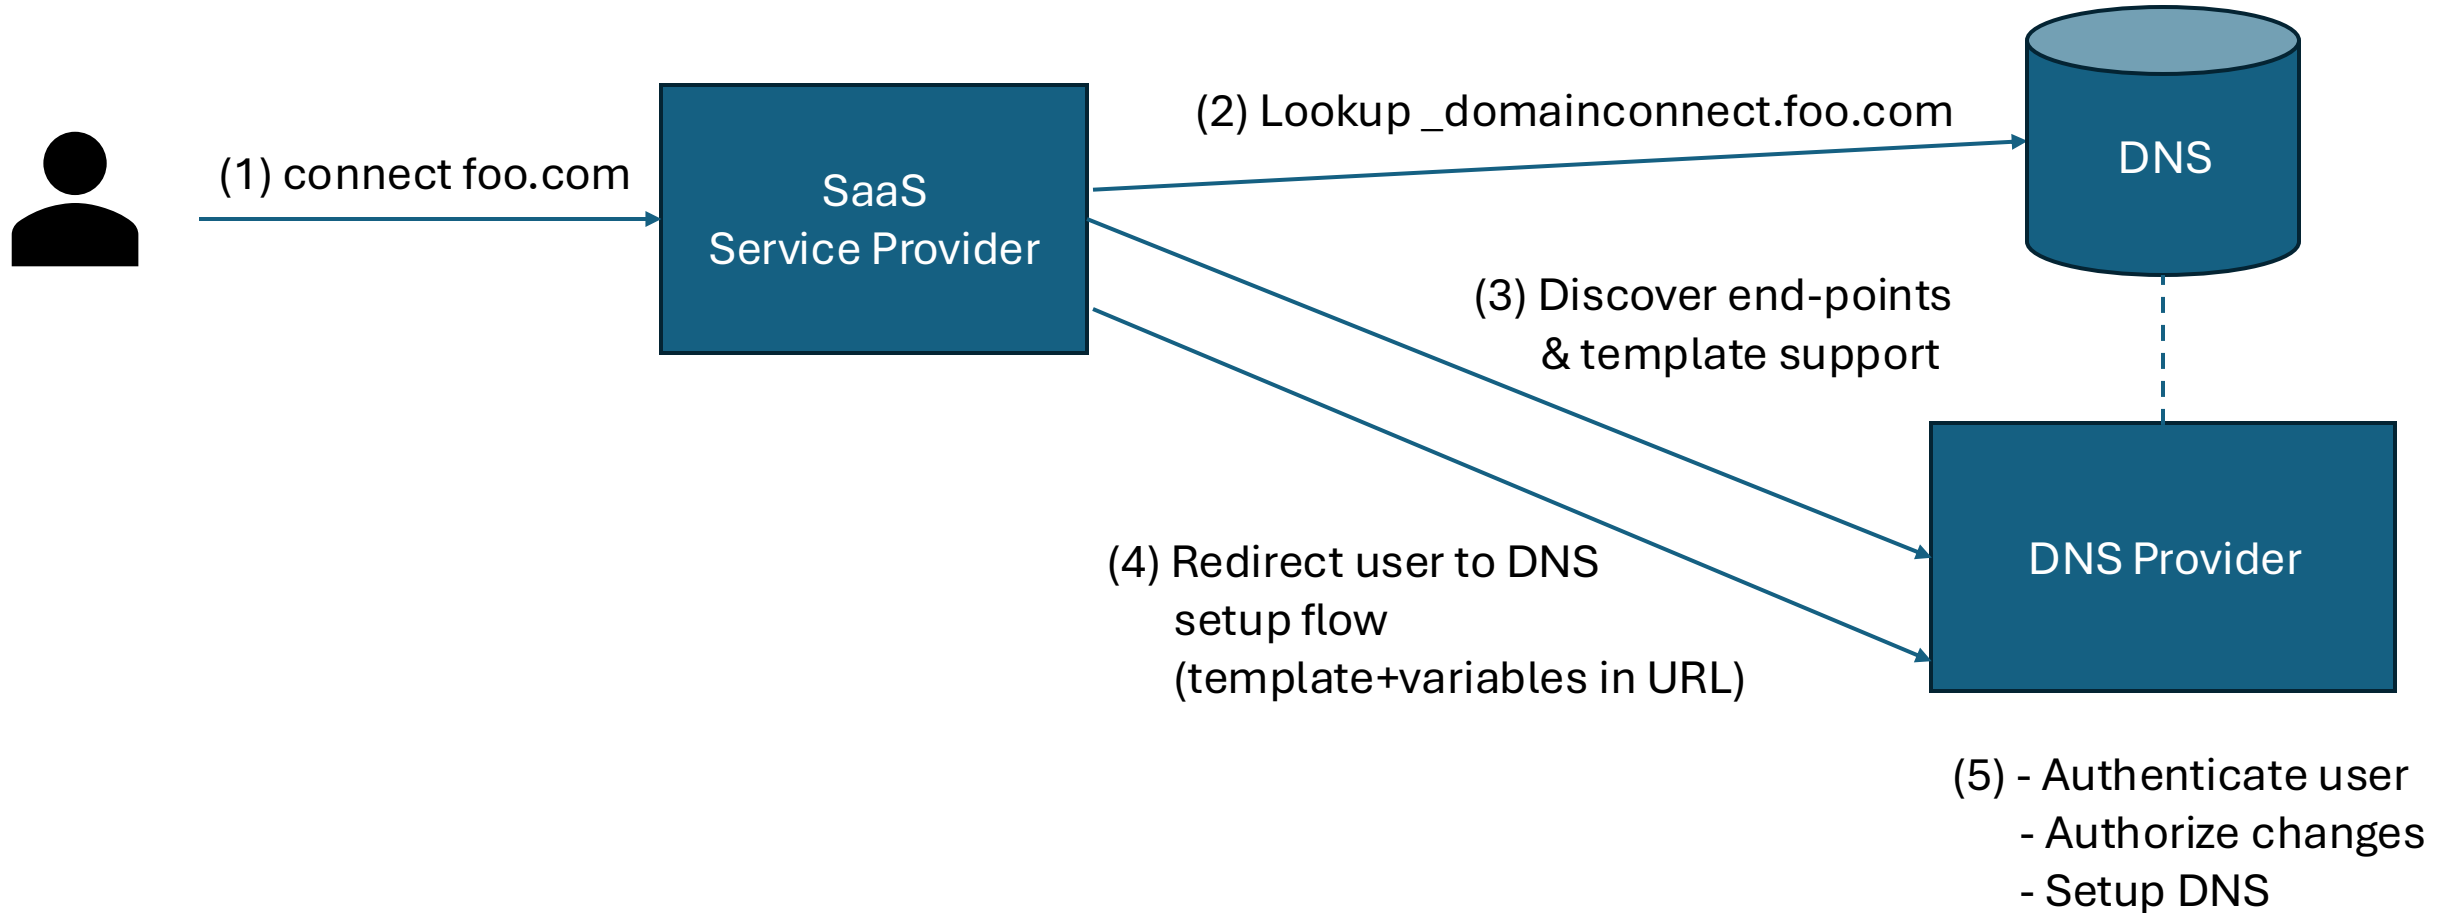 (1) connect foo.com
SaaS
Service Provider
(2) Lookup _domainconnect.foo.com
DNS
(3) Discover end-points
& template support
(4) Redirect user to DNS
setup flow
(template+variables in URL)
DNS Provider
(5) - Authenticate user
- Authorize changes
- Setup DNS